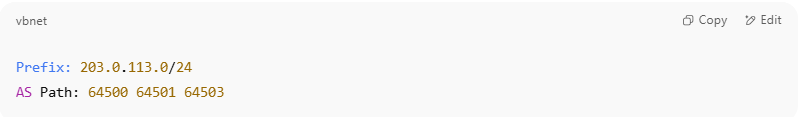 vbnet
Copy Edit
Prefix: 203.0.113.0/24
AS Path: 64500 64501 64503